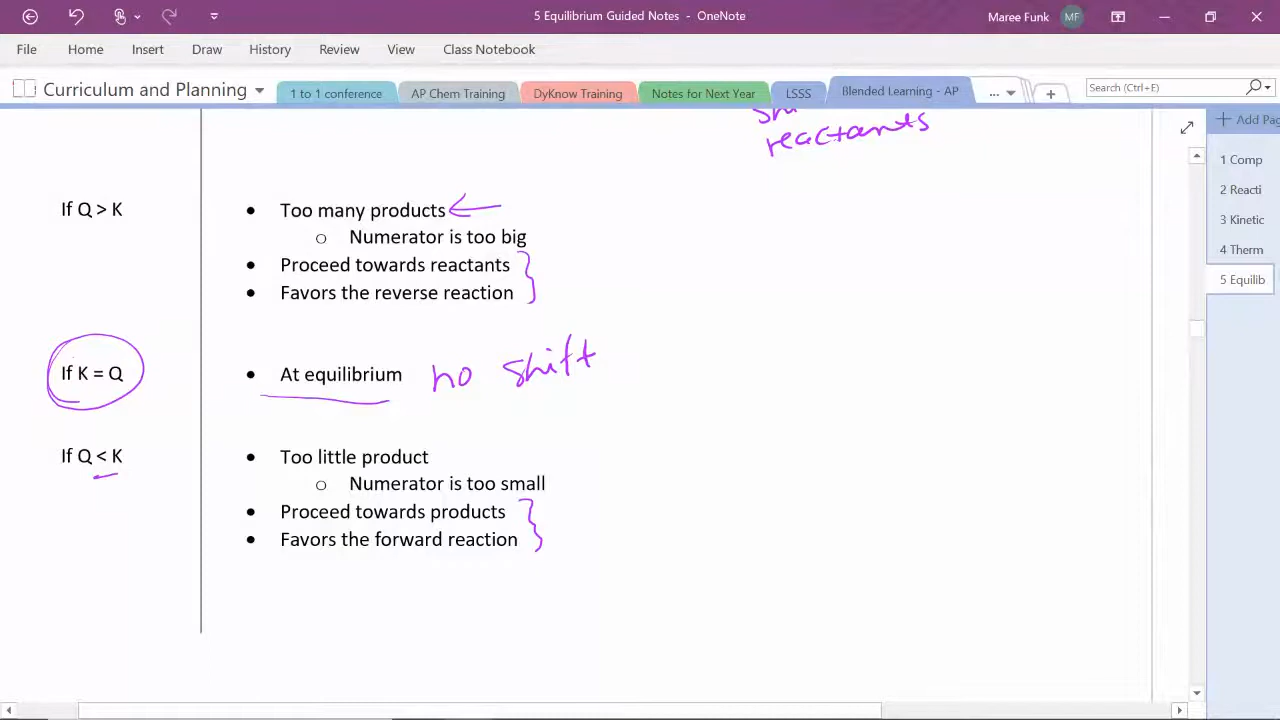 5 Equilibrium Guided Notes - OneNote
Maree Funk MF
File Home Insert Draw History Review View Class Notebook
Curriculum and Planning 1 to 1 conference AP Chem Training DyKnow Training Notes for Next Year LSSS Blended Learning - AP ... Search (Ctrl+E)
Add Pag
1 Comp
2 Reacti
3 Kinetic
4 Therm
5 Equilib
reactants
If Q > K
Too many products
Numerator is too big
Proceed towards reactants
Favors the reverse reaction
If K = Q
At equilibrium no shift
If Q < K
Too little product
Numerator is too small
Proceed towards products
Favors the forward reaction